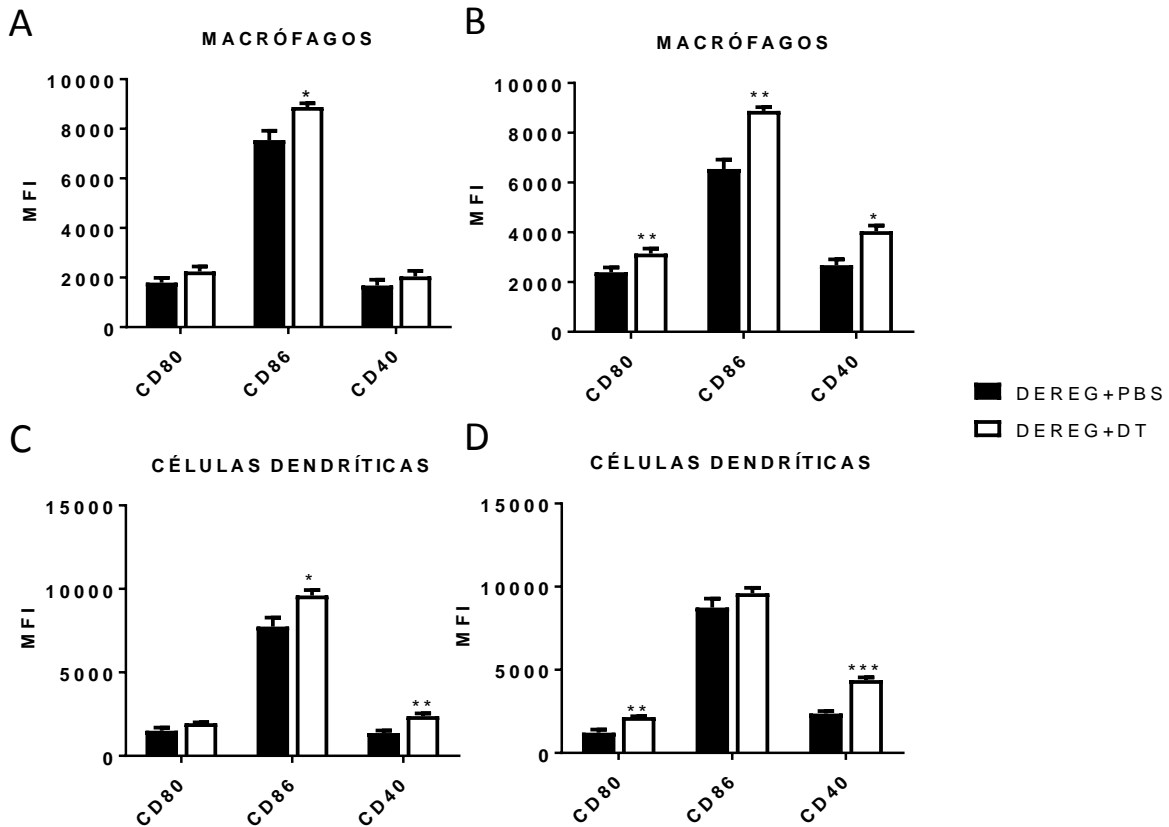 A
MACRÓFAGOS
MFI
10000
8000
6000
4000
2000
0
*
CD80
CD86
CD40
B
MACRÓFAGOS
MFI
10000
8000
6000
4000
2000
0
**
**
*
CD80
CD86
CD40
DEREG+PBS
DEREG+DT
C
CÉLULAS DENDRÍTICAS
MFI
15000
10000
5000
0
*
**
CD80
CD86
CD40
D
CÉLULAS DENDRÍTICAS
MFI
15000
10000
5000
0
**
***
CD80
CD86
CD40